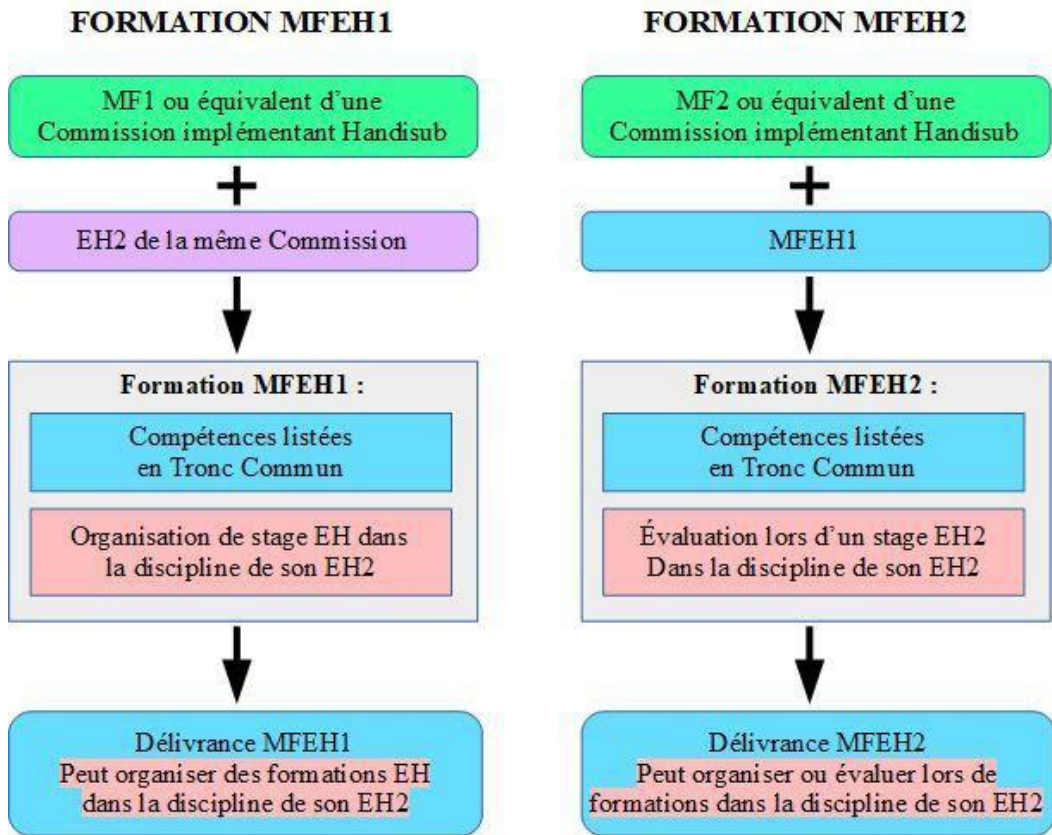 FORMATION MFEH1
MF1 ou équivalent d'une
Commission implémentant Handisub
+
EH2 de la même Commission
Formation MFEH1 :
Compétences listées
en Tronc Commun
Organisation de stage EH dans
la discipline de son EH2
Délivrance MFEH1
Peut organiser des formations EH
dans la discipline de son EH2
FORMATION MFEH2
MF2 ou équivalent d'une
Commission implémentant Handisub
+
MFEH1
Formation MFEH2 :
Compétences listées
en Tronc Commun
Évaluation lors d'un stage EH2
Dans la discipline de son EH2
Délivrance MFEH2
Peut organiser ou évaluer lors de
formations dans la discipline de son EH2